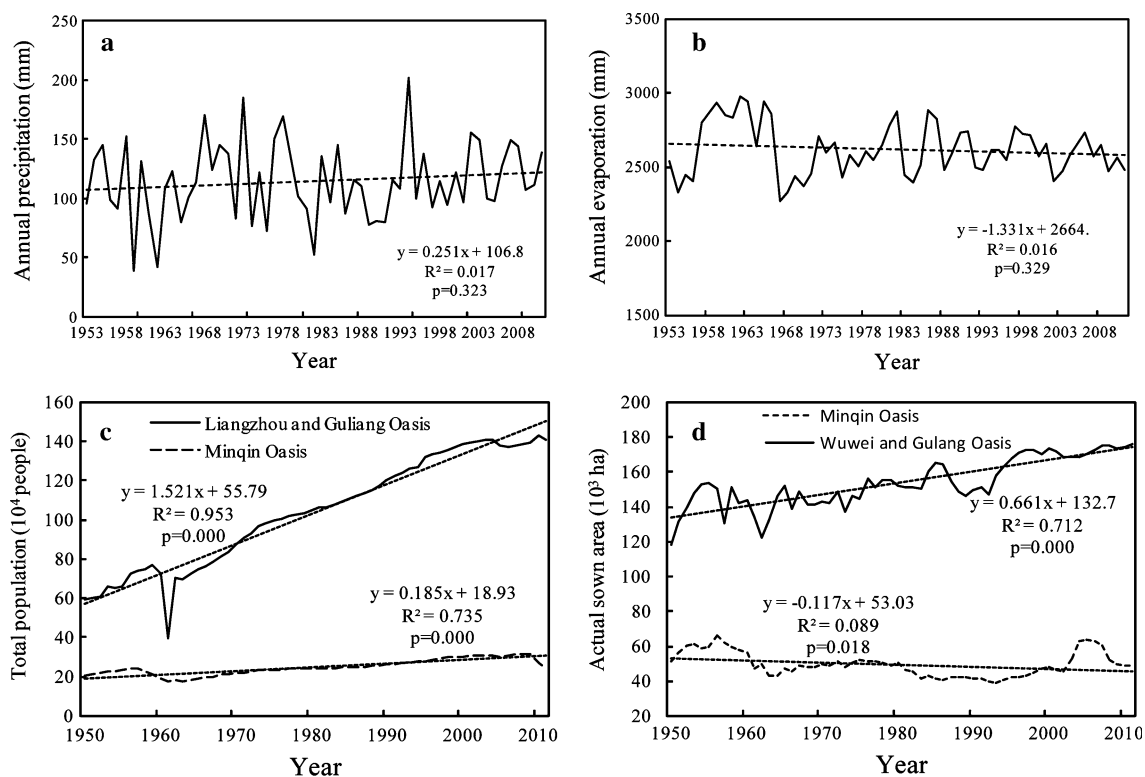 a
Annual precipitation (mm)
250
200
150
100
50
0
1953 1958 1963 1968 1973 1978 1983 1988 1993 1998 2003 2008
Year
y = 0.251x + 106.8
R² = 0.017
p=0.323
b
Annual evaporation (mm)
3500
3000
2500
2000
1500
1953 1958 1963 1968 1973 1978 1983 1988 1993 1998 2003 2008
Year
y = -1.331x + 2664.
R² = 0.016
p=0.329
c
Total population (10⁴ people)
160
140
120
100
80
60
40
20
0
1950 1960 1970 1980 1990 2000 2010
Year
Liangzhou and Guliang Oasis
Minqin Oasis
y = 1.521x + 55.79
R² = 0.953
p=0.000
y = 0.185x + 18.93
R² = 0.735
p=0.000
d
Actual sown area (10³ ha)
200
180
160
140
120
100
80
60
40
20
1950 1960 1970 1980 1990 2000 2010
Year
Minqin Oasis
Wuwei and Gulang Oasis
y = 0.661x + 132.7
R² = 0.712
p=0.000
y = -0.117x + 53.03
R² = 0.089
p=0.018